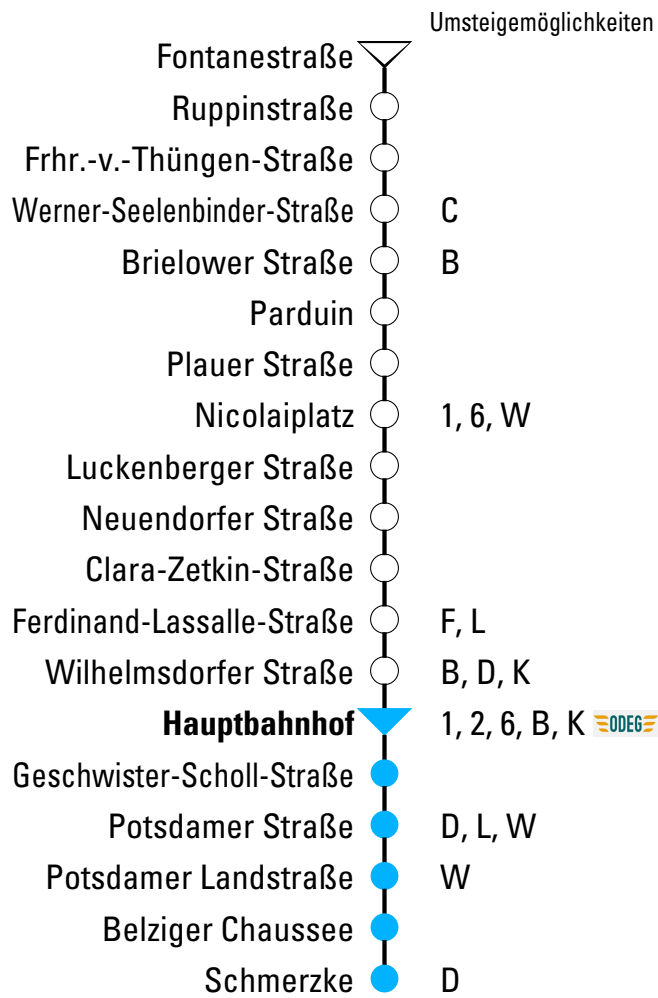 Umsteigemöglichkeiten
Fontanestraße
Ruppinstraße
Frhr.-v.-Thüngen-Straße
Werner-Seelenbinder-Straße C
Brielower Straße B
Parduin
Plauer Straße
Nicolaiplatz 1, 6, W
Luckenberger Straße
Neuendorfer Straße
Clara-Zetkin-Straße
Ferdinand-Lassalle-Straße F, L
Wilhelmsdorfer Straße B, D, K
Hauptbahnhof 1, 2, 6, B, K ODEG
Geschwister-Scholl-Straße
Potsdamer Straße D, L, W
Potsdamer Landstraße W
Belziger Chaussee
Schmerzke D